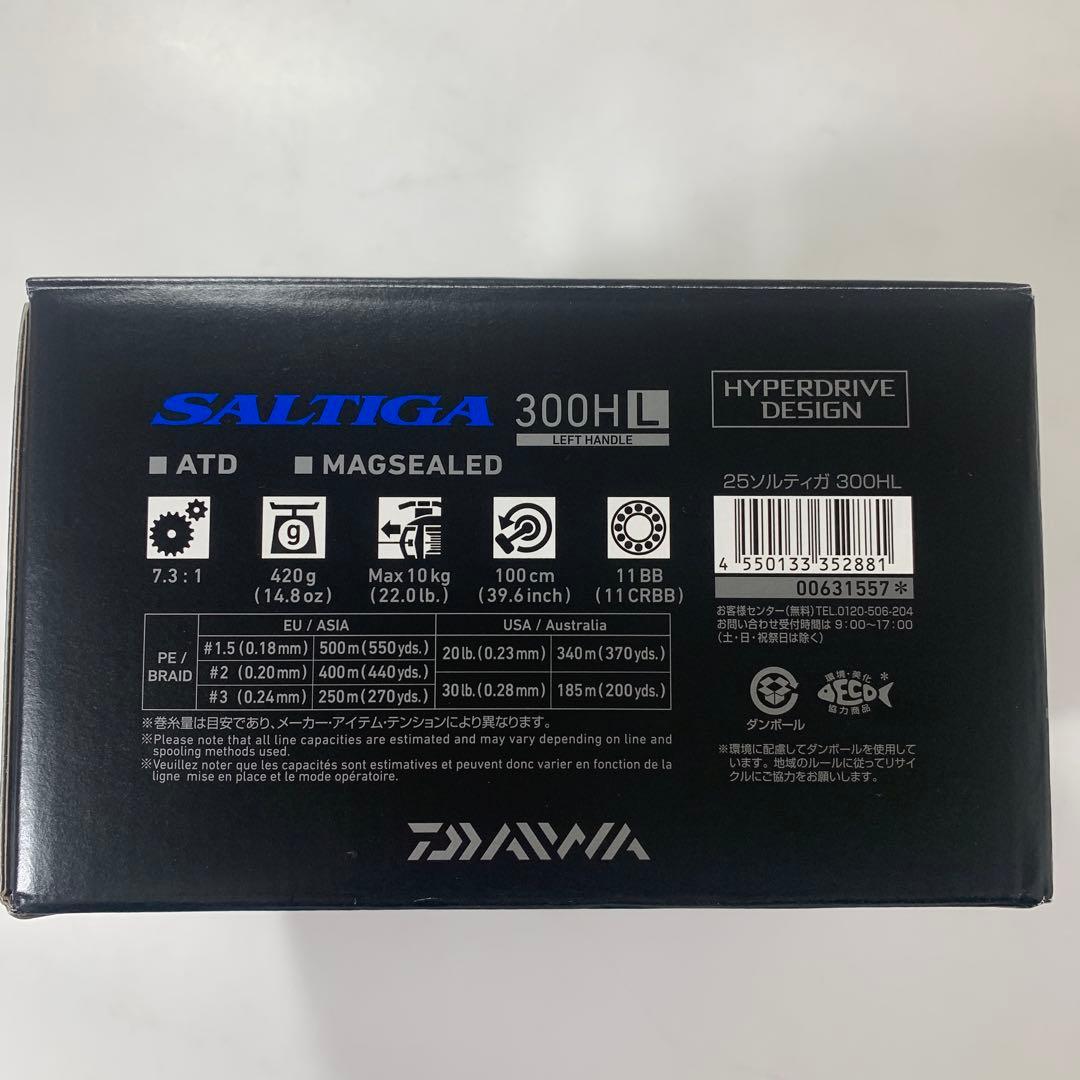 SALTIGA 300H L
LEFT HANDLE
HYPERDRIVE
DESIGN
ATD MAGSEALED
g
7.3 : 1
420g
(14.8oz)
Max10kg
(22.0lb.)
100cm
(39.6inch)
11BB
(11CRBB)
PE /
BRAID
EU / ASIA
USA / Australia
#1.5 (0.18mm) 500m(550yds.)
#2 (0.20mm) 400m(440yds.)
#3 (0.24mm) 250m(270yds.)
20lb.(0.23mm) 340m(370yds.)
30lb.(0.28mm) 185m(200yds.)
※巻糸量は目安であり、メーカー・アイテム・テンションにより異なります。
※Please note that all line capacities are estimated and may vary depending on line and
spooling methods used.
※Veuillez noter que les capacités sont estimatives et peuvent donc varier en fonction de la
ligne mise en place et le mode opératoire.
25ソルティガ 300HL
4 550133 352881
00631557*
お客様センター(無料)TEL.0120-506-204
お問い合わせ受付時間は 9:00〜17:00
(土・日・祝祭日は除く)
ダンボール
環境・美化*
FECO
協力商品
※環境に配慮してダンボールを使用して
います。地域のルールに従ってリサイ
クルにご協力をお願いします。
DAIWA